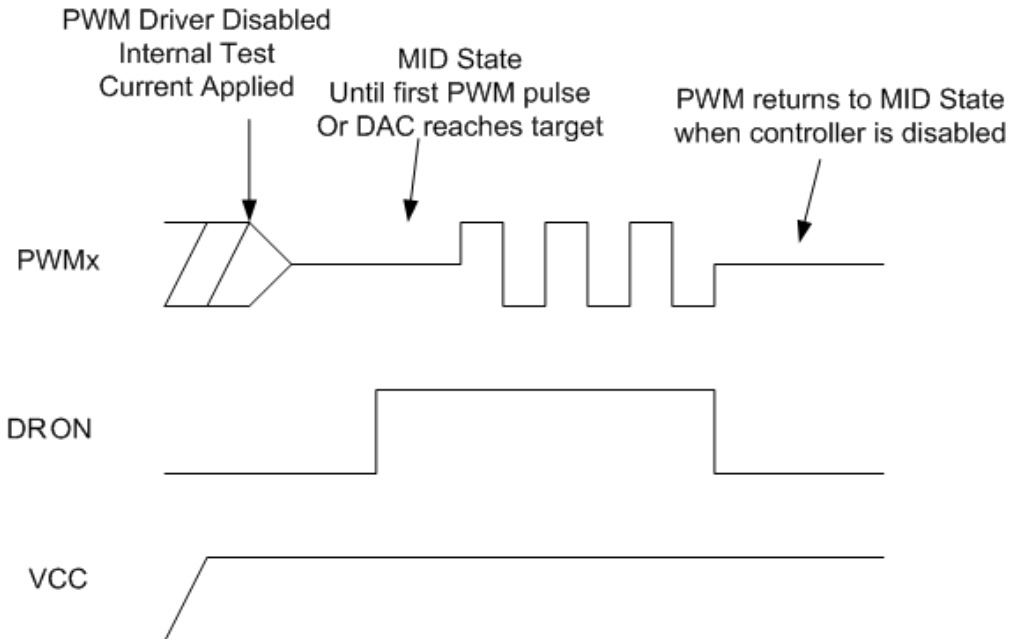 PWM Driver Disabled
Internal Test
Current Applied
MID State
Until first PWM pulse
Or DAC reaches target
PWM returns to MID State
when controller is disabled
PWMx
DRON
VCC